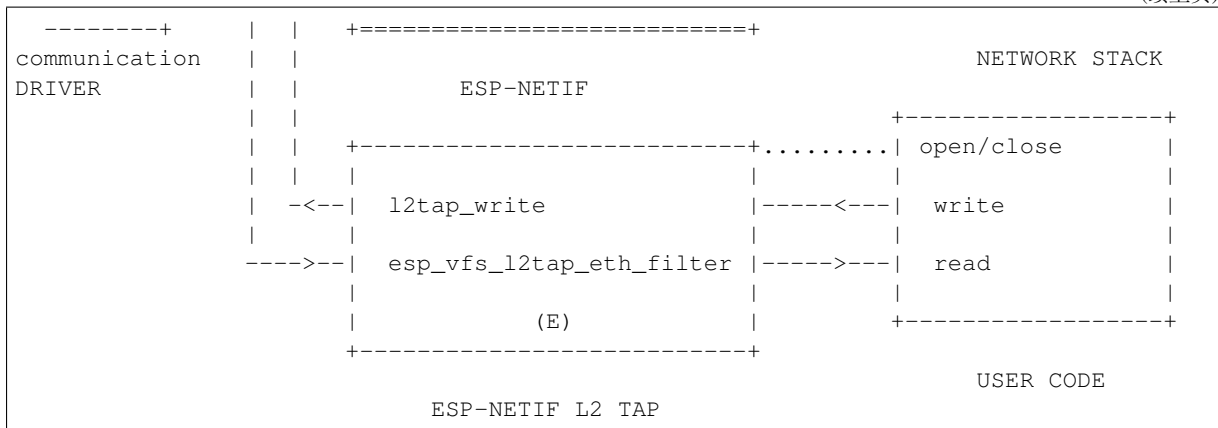 (续上页)
--------+ | | +===========================+
communication | | NETWORK STACK
DRIVER | | ESP-NETIF
| | +------------------+
| | +---------------------------+.........| open/close |
| | | | | |
| -<--| l2tap_write |-----<---| write |
| | | | |
---->--| esp_vfs_l2tap_eth_filter |----->---| read |
| | | |
| (E) | +------------------+
+---------------------------+
USER CODE
ESP-NETIF L2 TAP